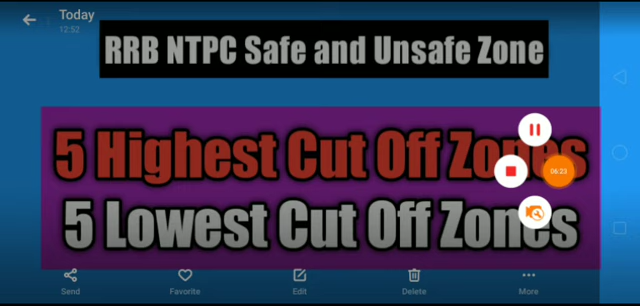 Today
12:52
RRB NTPC Safe and Unsafe Zone
5 Highest Cut Off Zones
06:23
5 Lowest Cut Off Zones
Send
Favorite
Edit
Delete
More